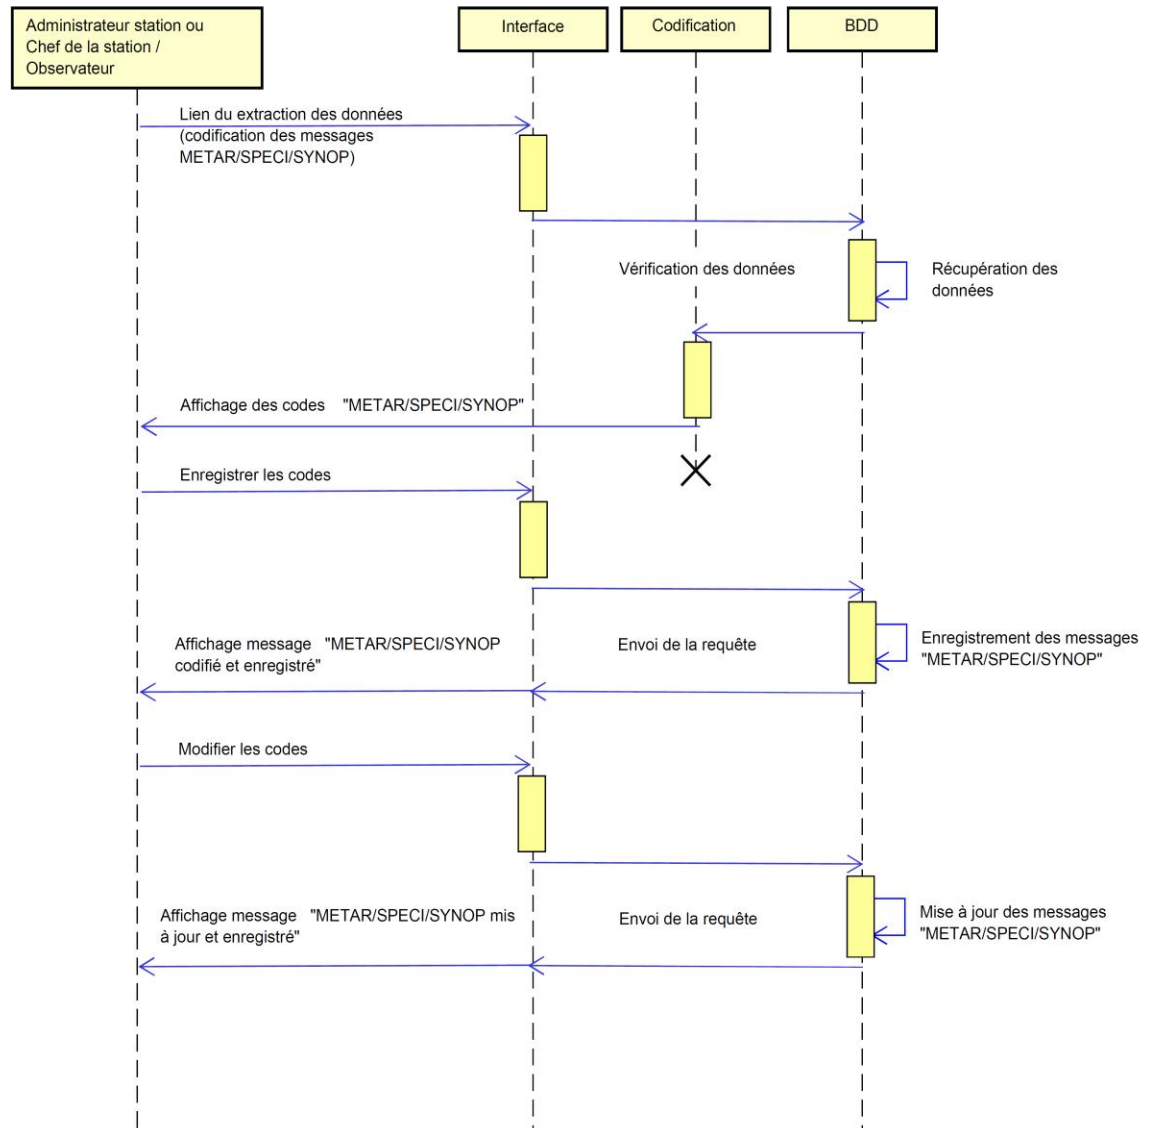 Administrateur station ou
Chef de la station /
Observateur
Interface
Codification
BDD
Lien du extraction des données
(codification des messages
METAR/SPECI/SYNOP)
Vérification des données
Récupération des
données
Affichage des codes "METAR/SPECI/SYNOP"
Enregistrer les codes
Affichage message "METAR/SPECI/SYNOP
codifié et enregistré"
Envoi de la requête
Enregistrement des messages
"METAR/SPECI/SYNOP"
Modifier les codes
Affichage message "METAR/SPECI/SYNOP mis
à jour et enregistré"
Envoi de la requête
Mise à jour des messages
"METAR/SPECI/SYNOP"